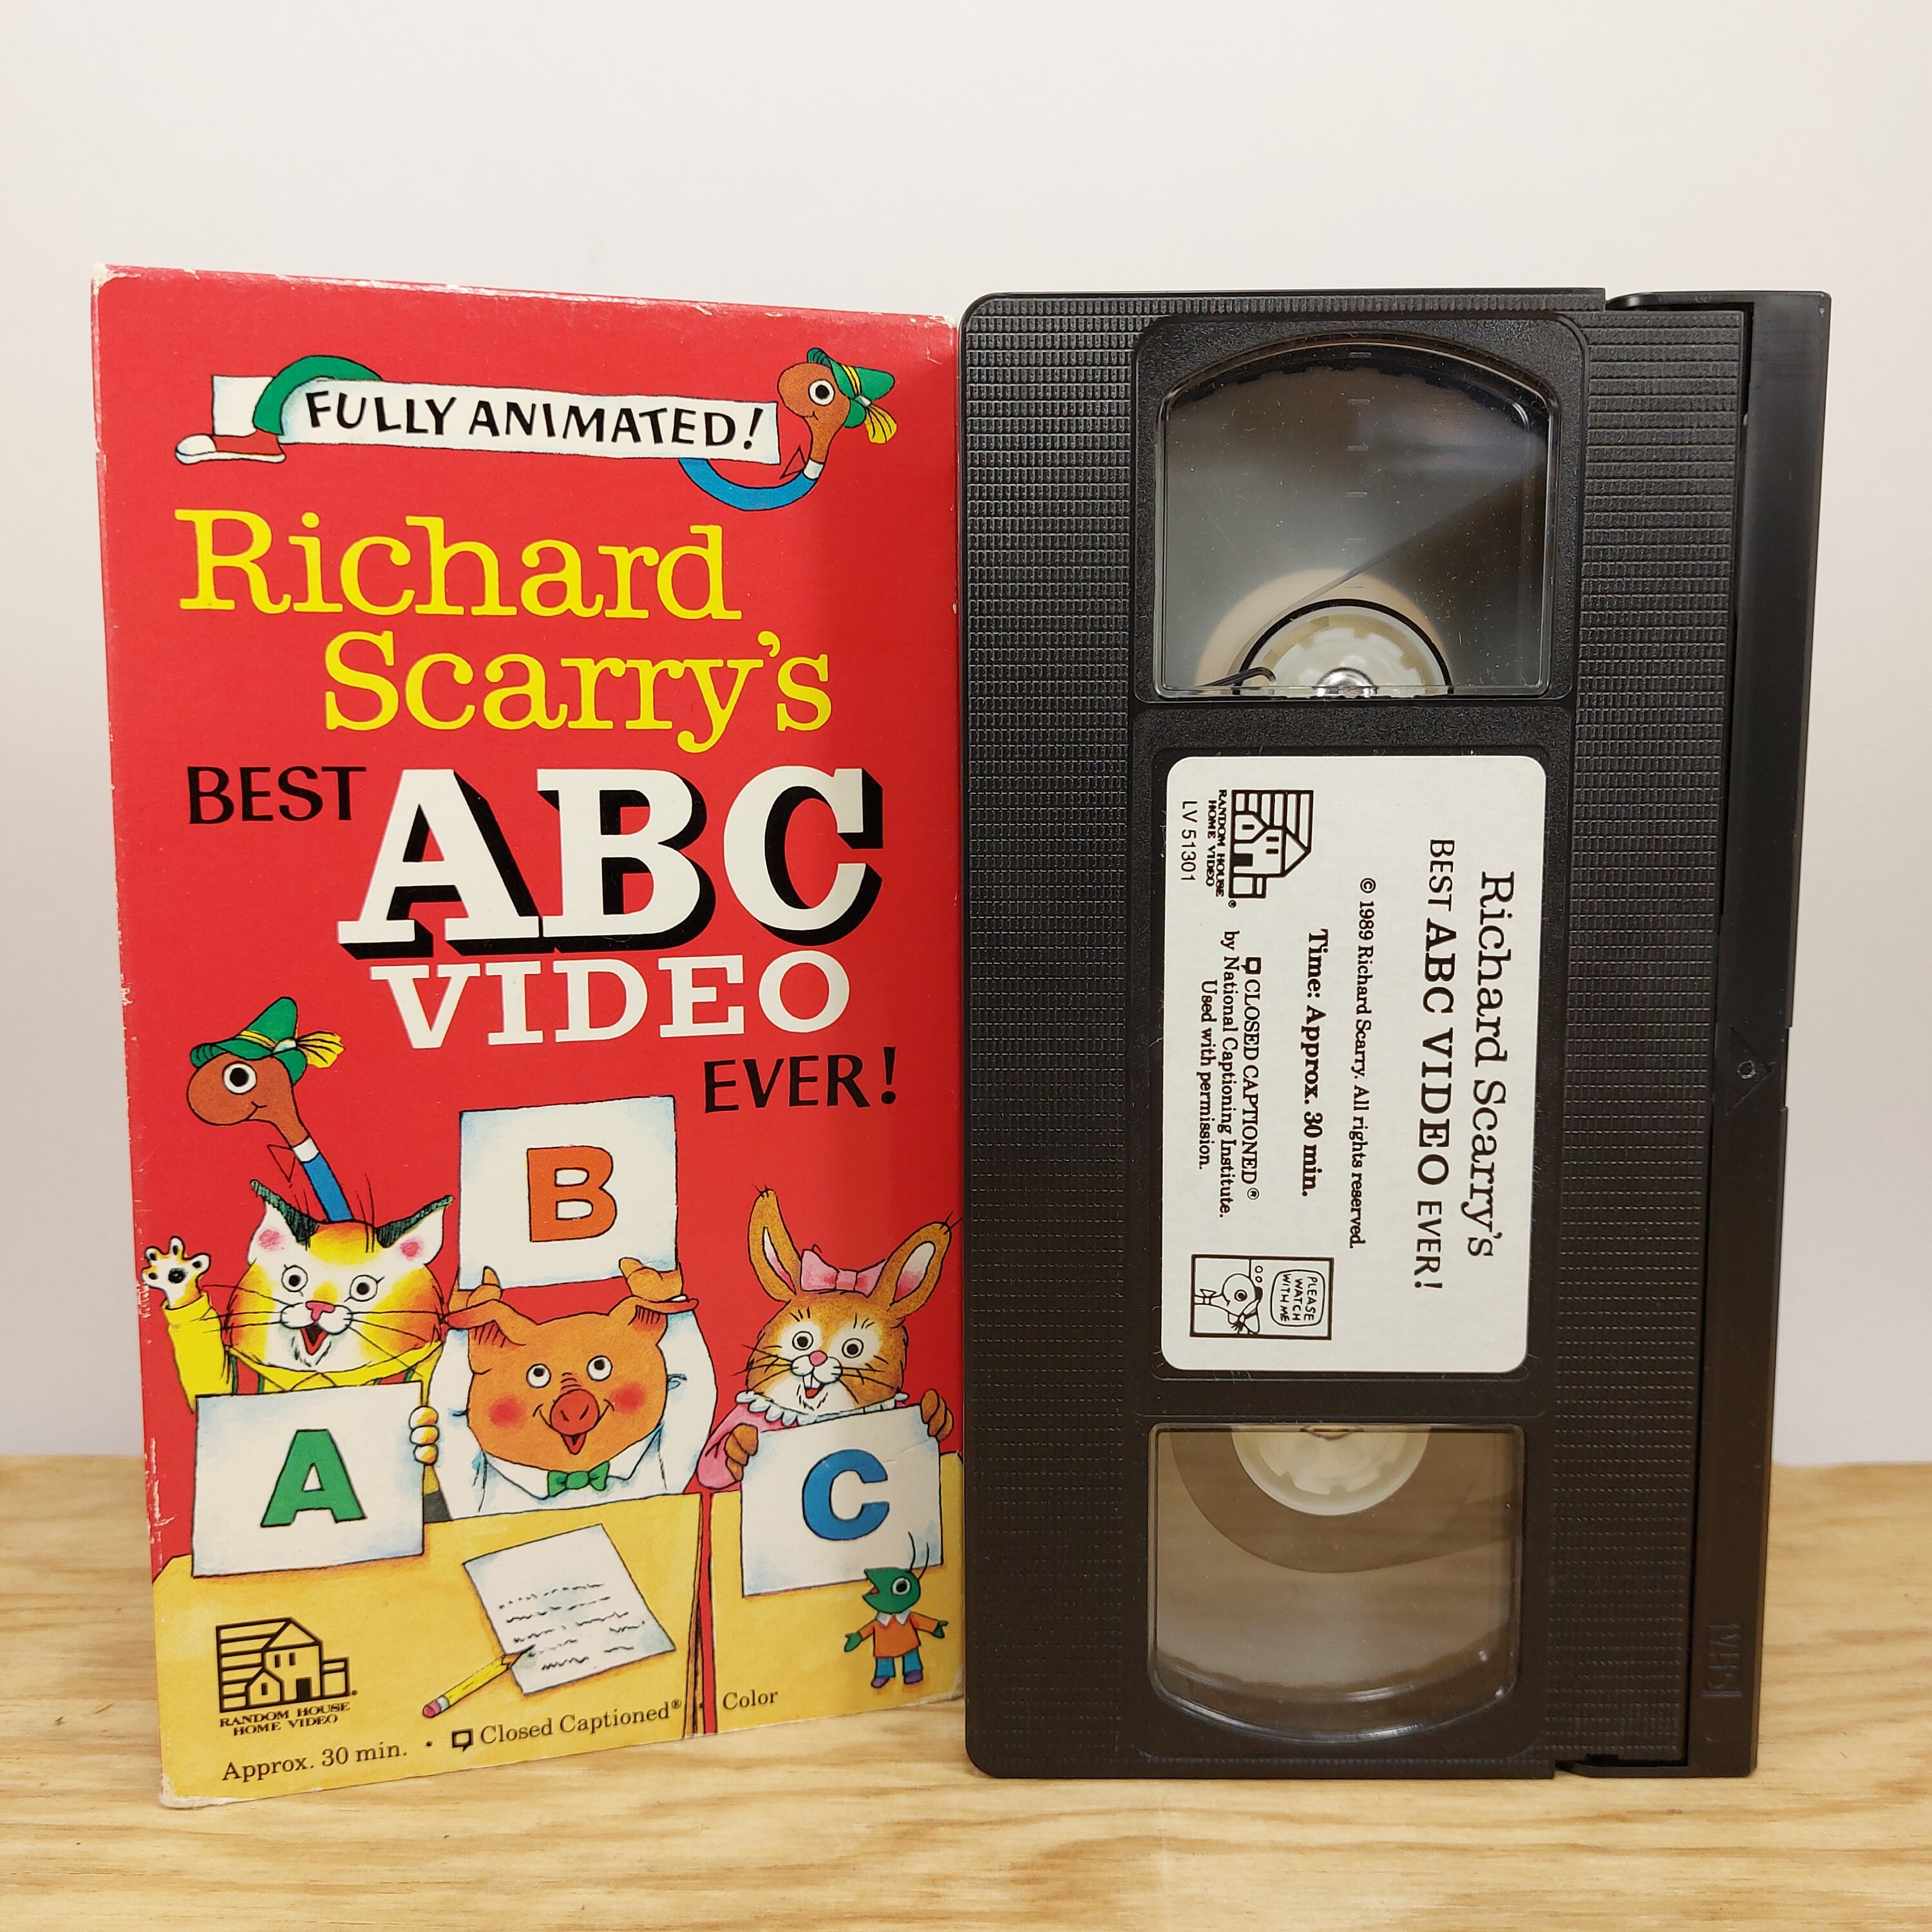 FULLY ANIMATED!
Richard
Scarry's
BEST ABC
VIDEO
EVER!
B
A
C
RANDOM HOUSE
HOME VIDEO
Approx. 30 min. • Closed Captioned® • Color
Richard Scarry's
BEST ABC VIDEO EVER!
© 1989 Richard Scarry. All rights reserved.
Time: Approx. 30 min.
RANDOM HOUSE
HOME VIDEO
LV 51301
CLOSED CAPTIONED®
by National Captioning Institute.
Used with permission.
PLEASE
WATCH
WITH ME
VHS